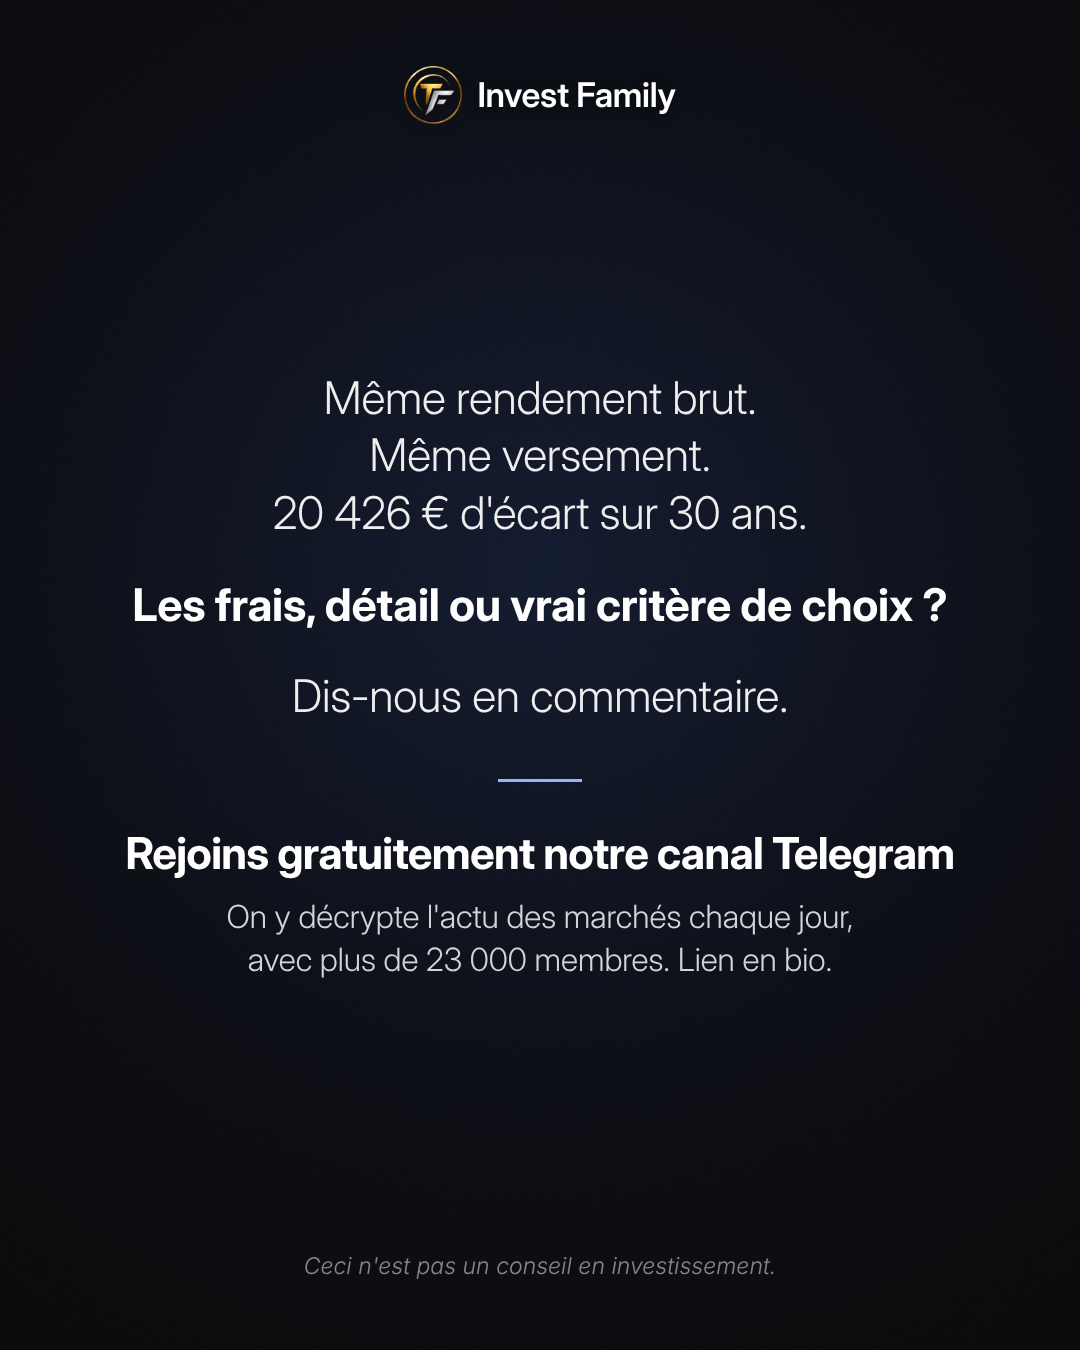 TF Invest Family
Même rendement brut.
Même versement.
20 426 € d'écart sur 30 ans.
Les frais, détail ou vrai critère de choix ?
Dis-nous en commentaire.
Rejoins gratuitement notre canal Telegram
On y décrypte l'actu des marchés chaque jour,
avec plus de 23 000 membres. Lien en bio.
Ceci n'est pas un conseil en investissement.